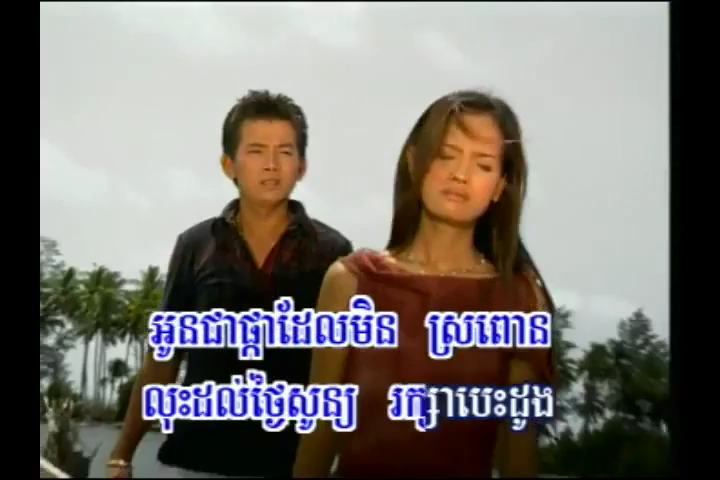 អូនជាផ្កាដែលមិន ស្រពោន
លុះដល់ថ្ងៃសូន្យ រក្សាបេះដូង